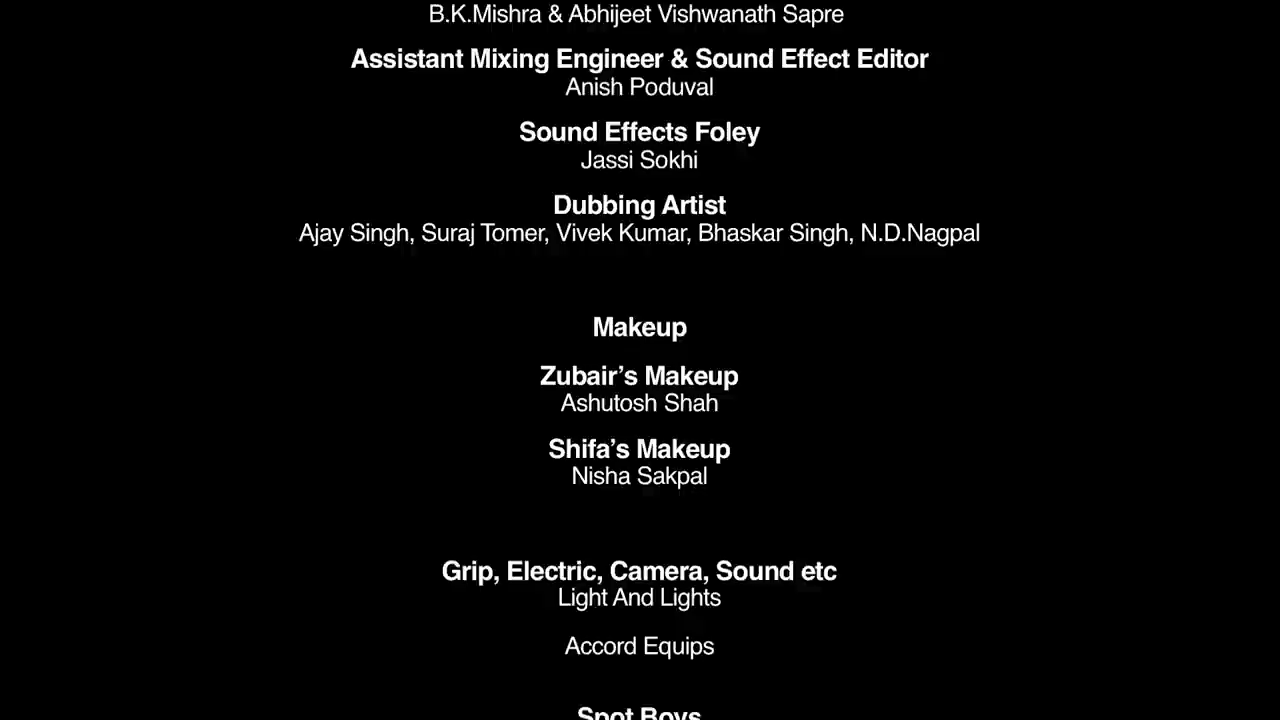 B.K.Mishra & Abhijeet Vishwanath Sapre
Assistant Mixing Engineer & Sound Effect Editor
Anish Poduval
Sound Effects Foley
Jassi Sokhi
Dubbing Artist
Ajay Singh, Suraj Tomer, Vivek Kumar, Bhaskar Singh, N.D.Nagpal
Makeup
Zubair’s Makeup
Ashutosh Shah
Shifa’s Makeup
Nisha Sakpal
Grip, Electric, Camera, Sound etc
Light And Lights
Accord Equips
Spot Boys